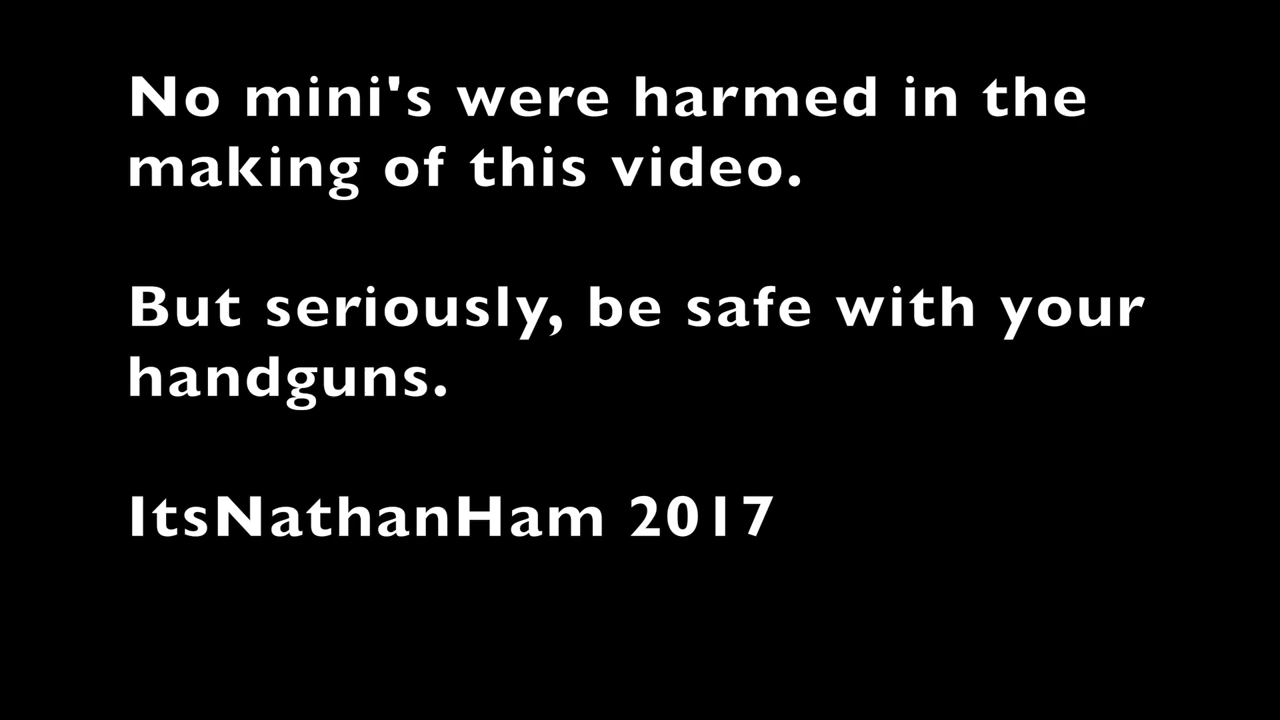 No mini's were harmed in the
making of this video.
But seriously, be safe with your
handguns.
ItsNathanHam 2017